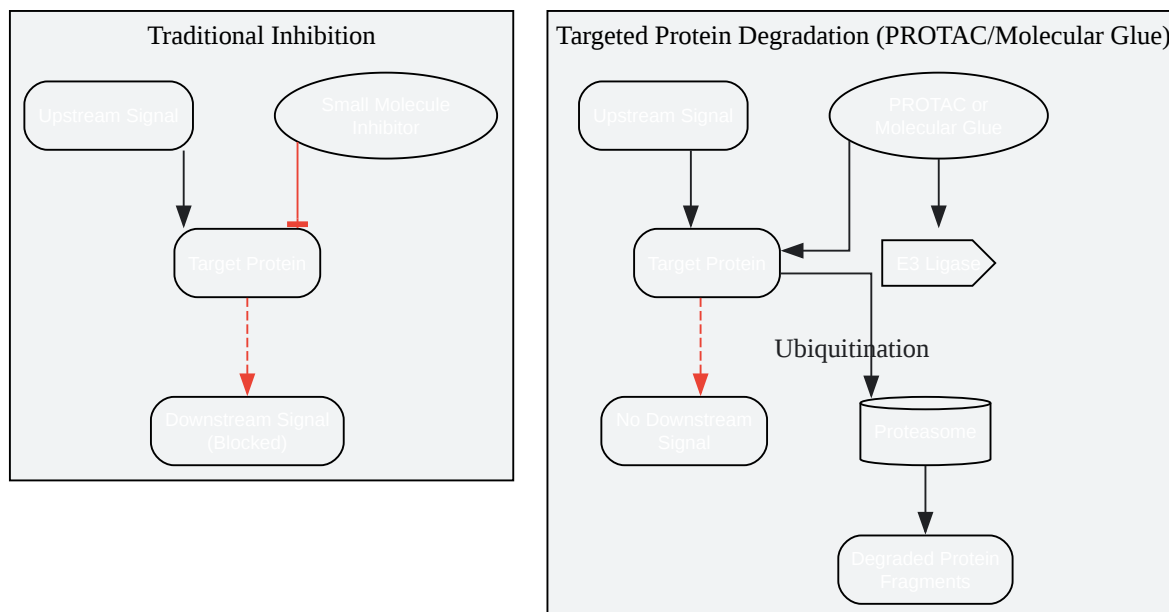 Traditional Inhibition
Upstream Signal
Small Molecule
Inhibitor
Target Protein
Downstream Signal
(Blocked)
Targeted Protein Degradation (PROTAC/Molecular Glue)
Upstream Signal
PROTAC or
Molecular Glue
Target Protein
E3 Ligase
Ubiquitination
No Downstream
Signal
Proteasome
Degraded Protein
Fragments